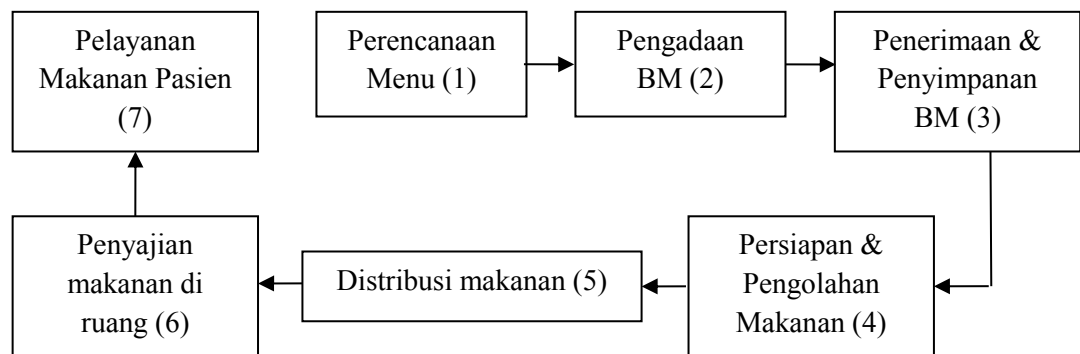 Pelayanan
Makanan Pasien
(7)
Perencanaan
Menu (1)
Pengadaan
BM (2)
Penerimaan &
Penyimpanan
BM (3)
Penyajian
makanan di
ruang (6)
Distribusi makanan (5)
Persiapan &
Pengolahan
Makanan (4)